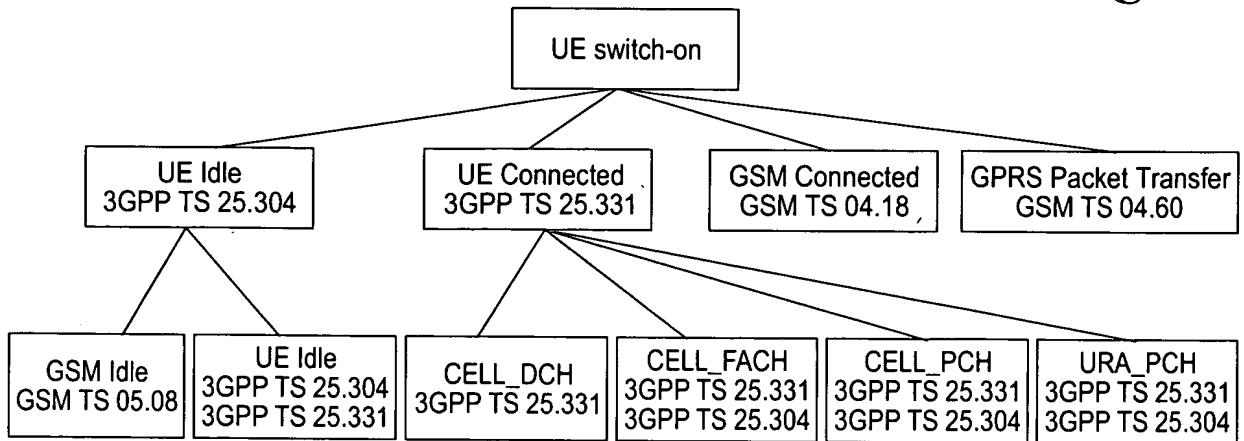 UE switch-on
UE Idle
3GPP TS 25.304
UE Connected
3GPP TS 25.331
GSM Connected
GSM TS 04.18
GPRS Packet Transfer
GSM TS 04.60
GSM Idle
GSM TS 05.08
UE Idle
3GPP TS 25.304
3GPP TS 25.331
CELL_DCH
3GPP TS 25.331
CELL_FACH
3GPP TS 25.331
3GPP TS 25.304
CELL_PCH
3GPP TS 25.331
3GPP TS 25.304
URA_PCH
3GPP TS 25.331
3GPP TS 25.304